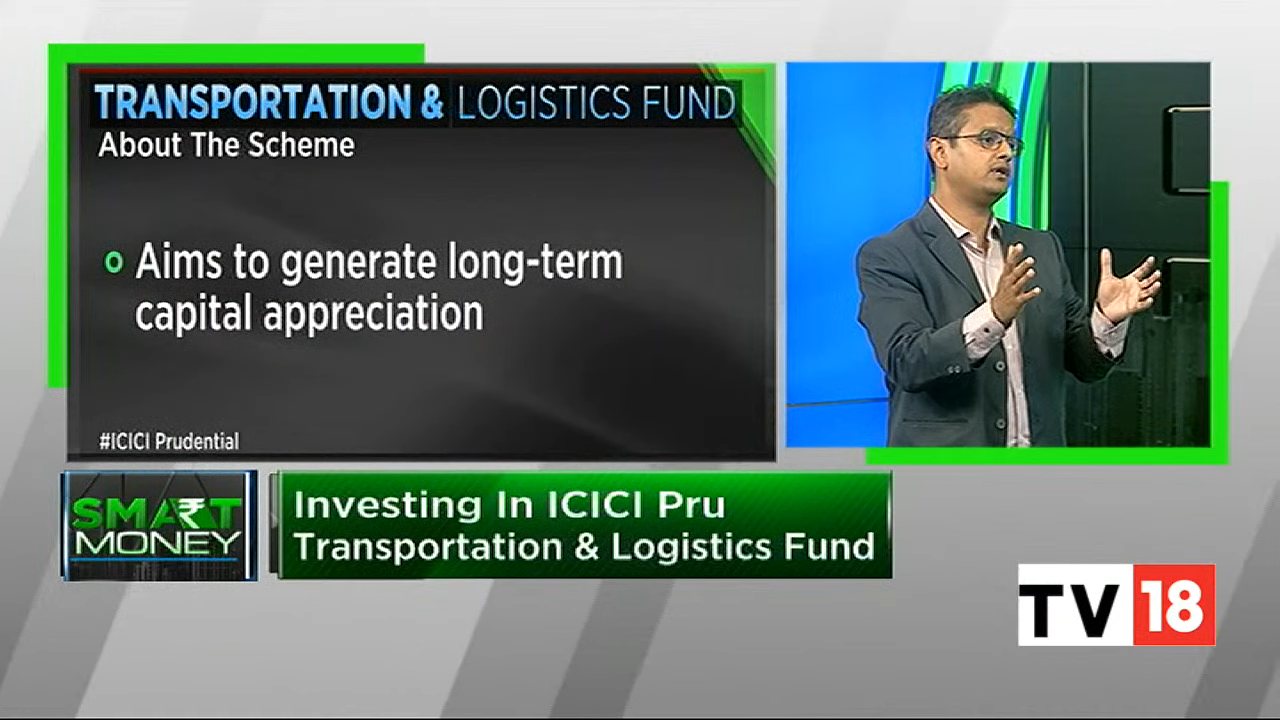 TRANSPORTATION & LOGISTICS FUND
About The Scheme
Aims to generate long-term
capital appreciation
#ICICI Prudential
SMA₹T
MONEY
Investing In ICICI Pru
Transportation & Logistics Fund
TV18